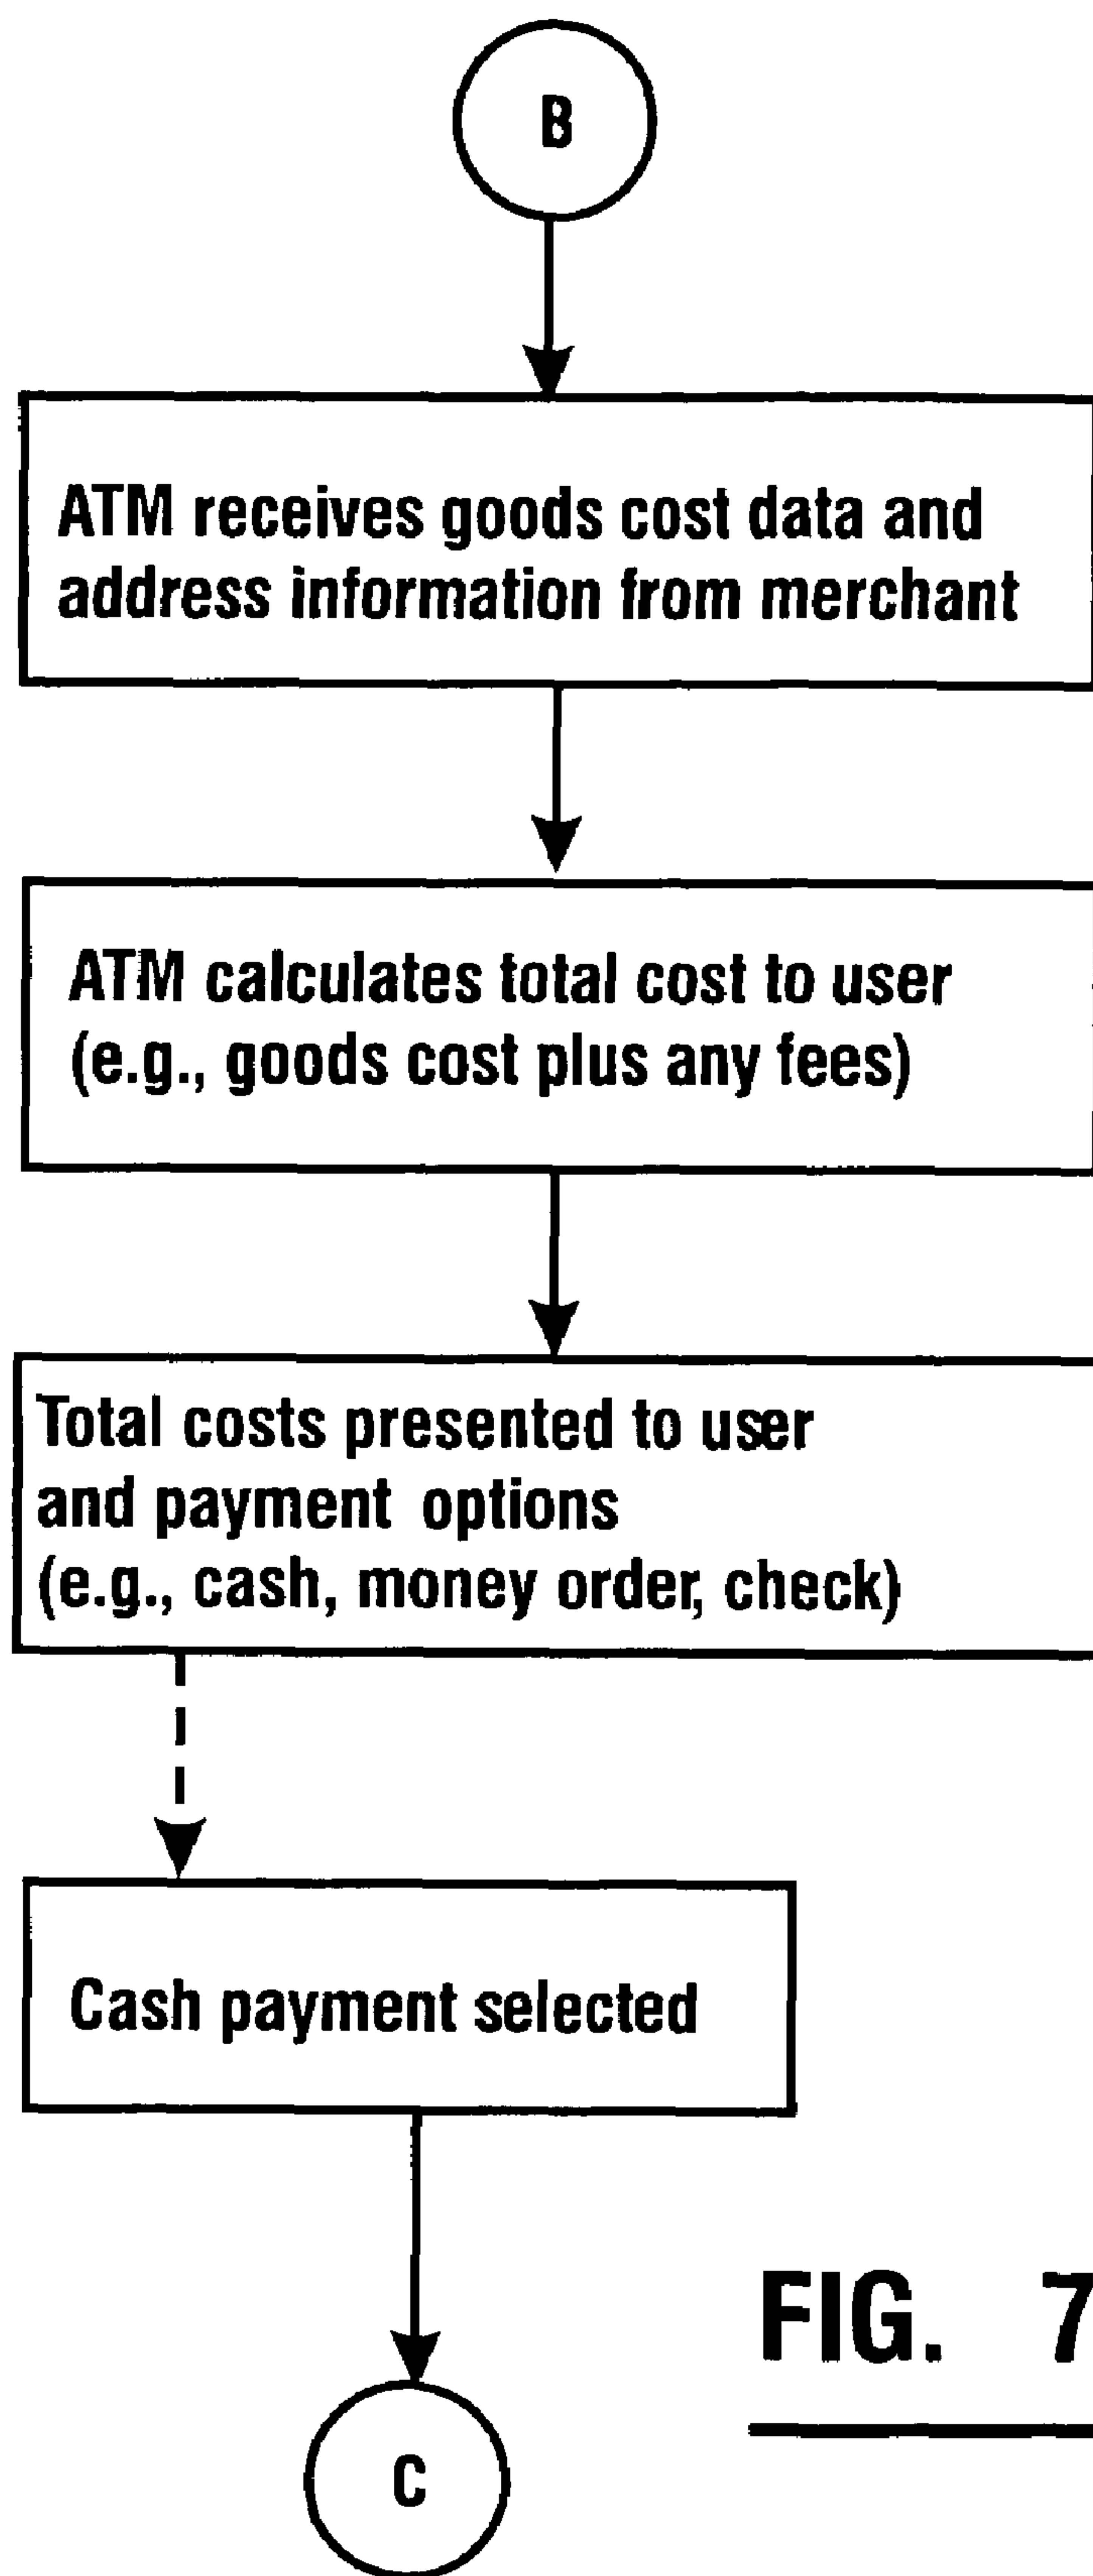 B
ATM receives goods cost data and
address information from merchant
ATM calculates total cost to user
(e.g., goods cost plus any fees)
Total costs presented to user
and payment options
(e.g., cash, money order, check)
Cash payment selected
FIG. 7
C